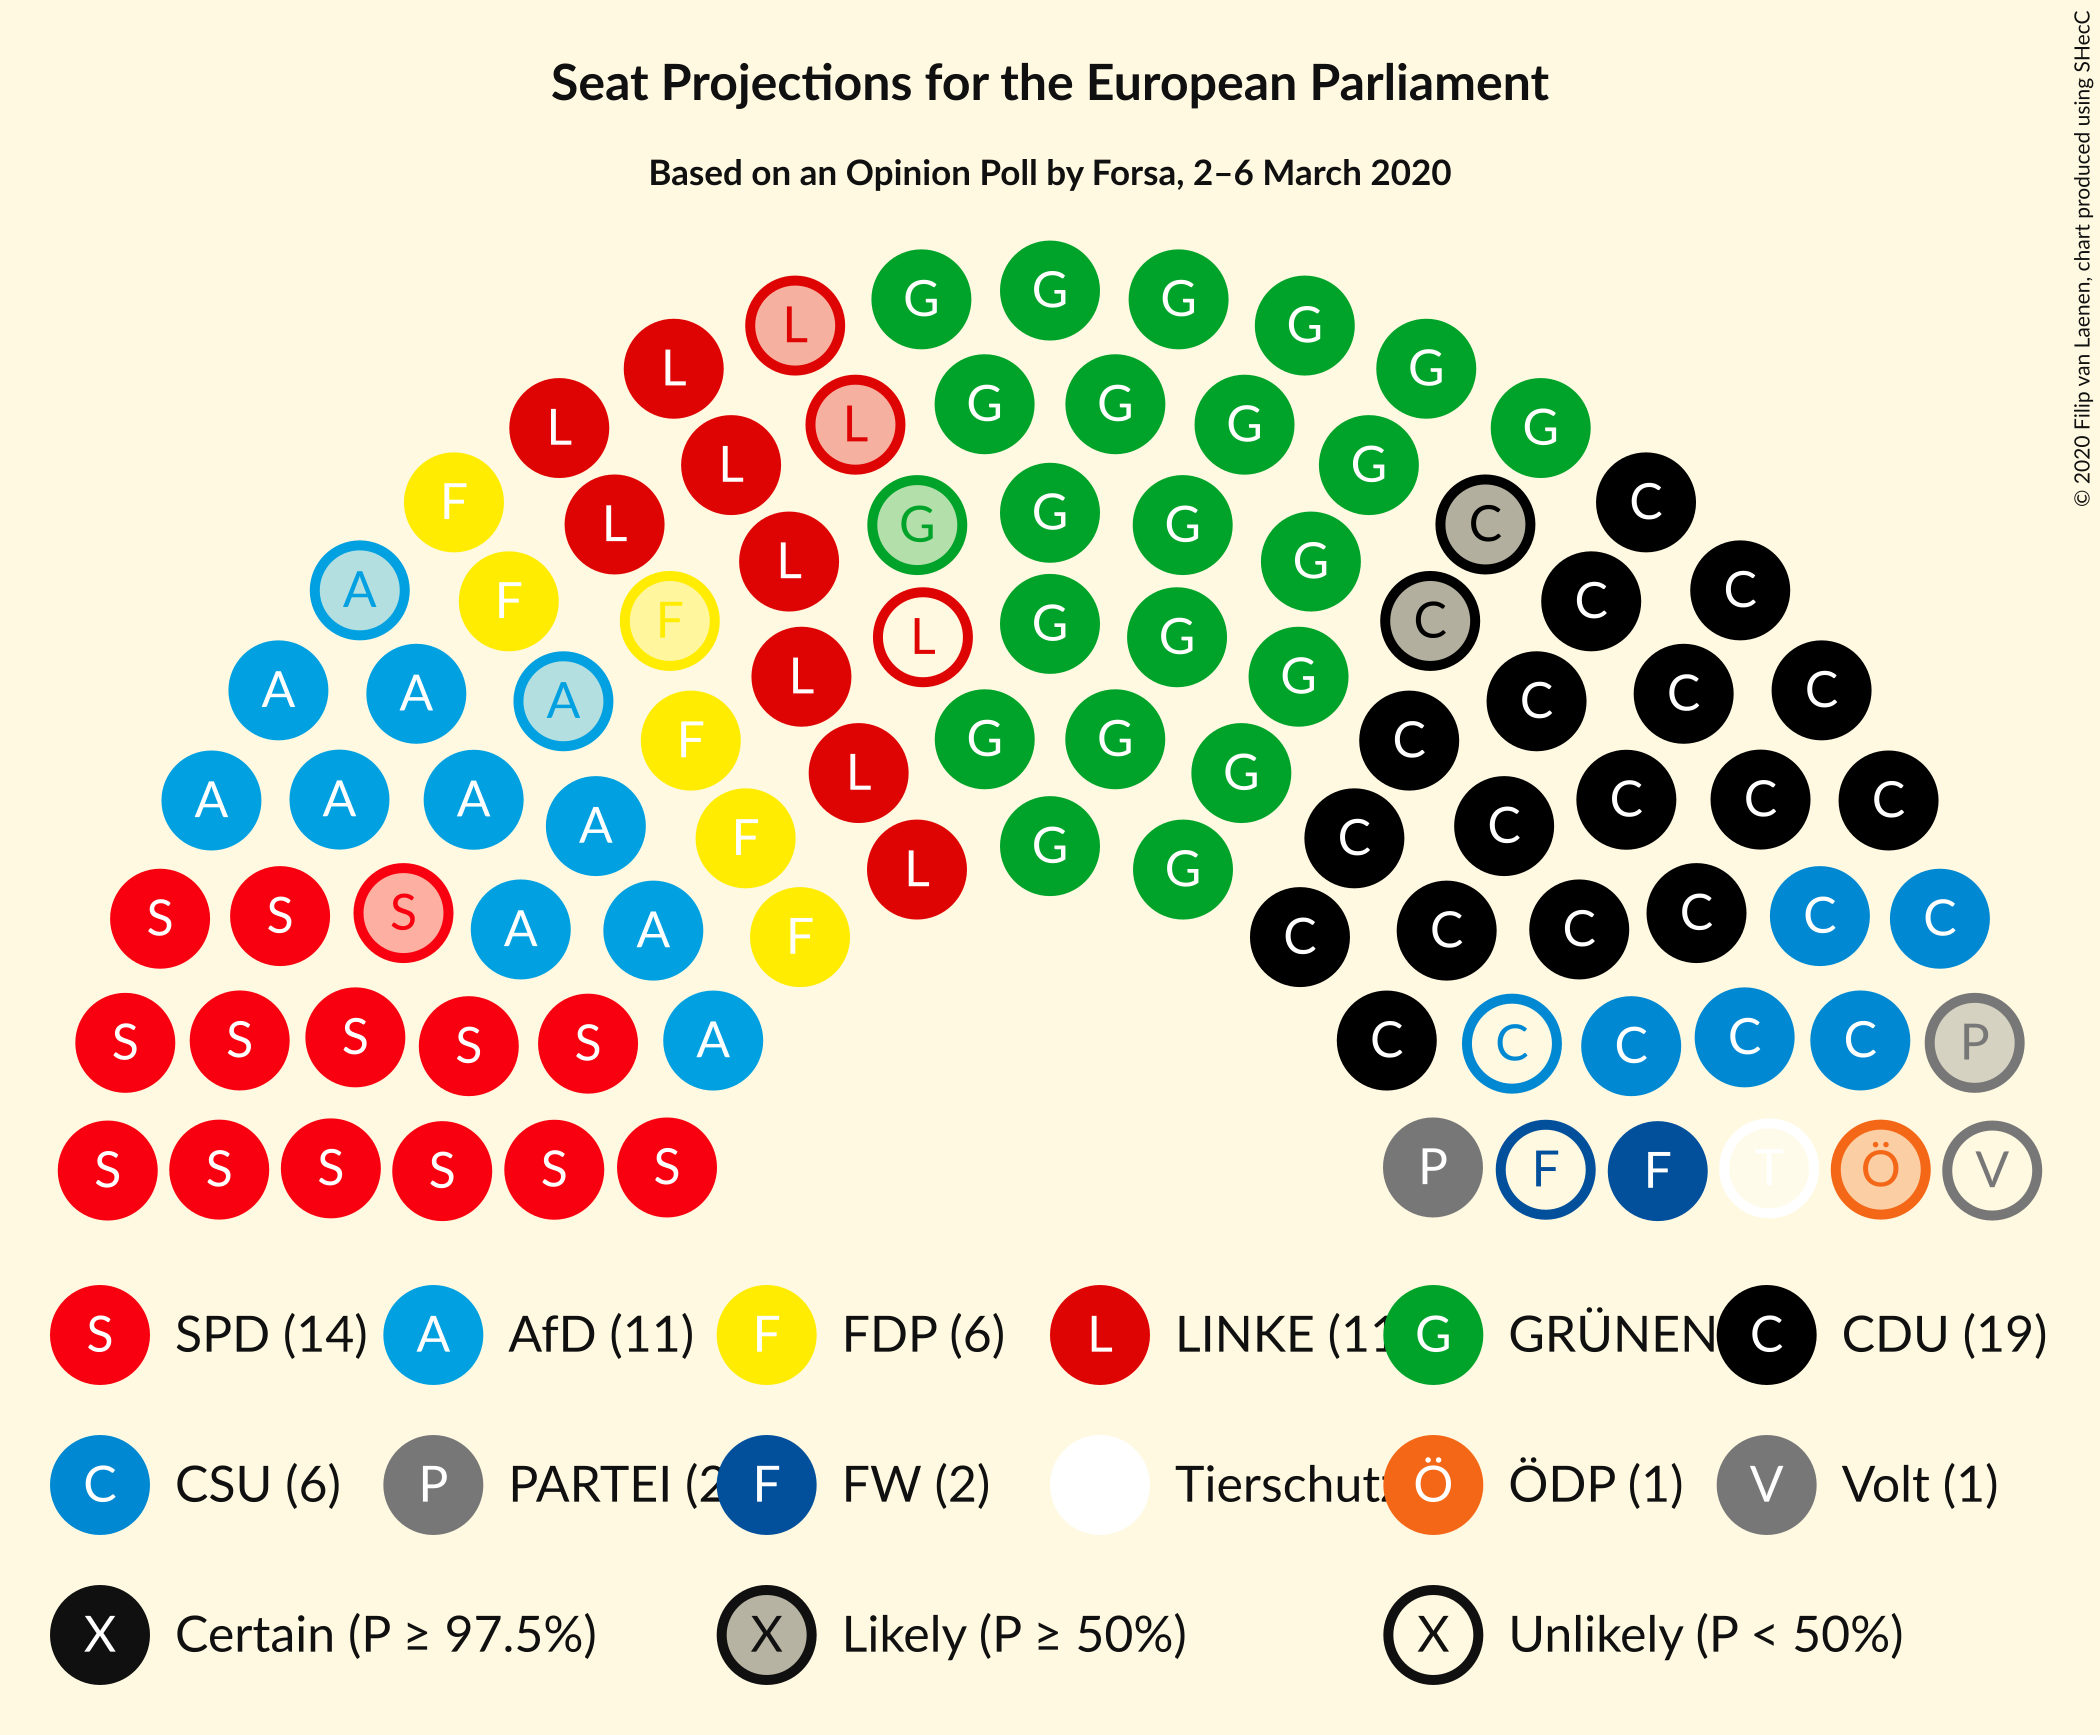 Seat Projections for the European Parliament
Based on an Opinion Poll by Forsa, 2–6 March 2020
© 2020 Filip van Laenen, chart produced using SHecC
G G G G G
L G
L G
L G G G G
L L C
F L G C
L G G G
L G C
A F L G C
F L G G C
A A A F L G C C C C
F L G G G C
A A A A F L G C C C C C
L G G
S S S A A F C C C C C C
S S S S S A C C C C C P
S S S S S S P F F T Ö V
S SPD (14) A AfD (11) F FDP (6) L LINKE (11 G GRÜNEN C CDU (19)
C CSU (6) P PARTEI (2 F FW (2) Tierschutz Ö ÖDP (1) V Volt (1)
X Certain (P ≥ 97.5%) X Likely (P ≥ 50%) X Unlikely (P < 50%)